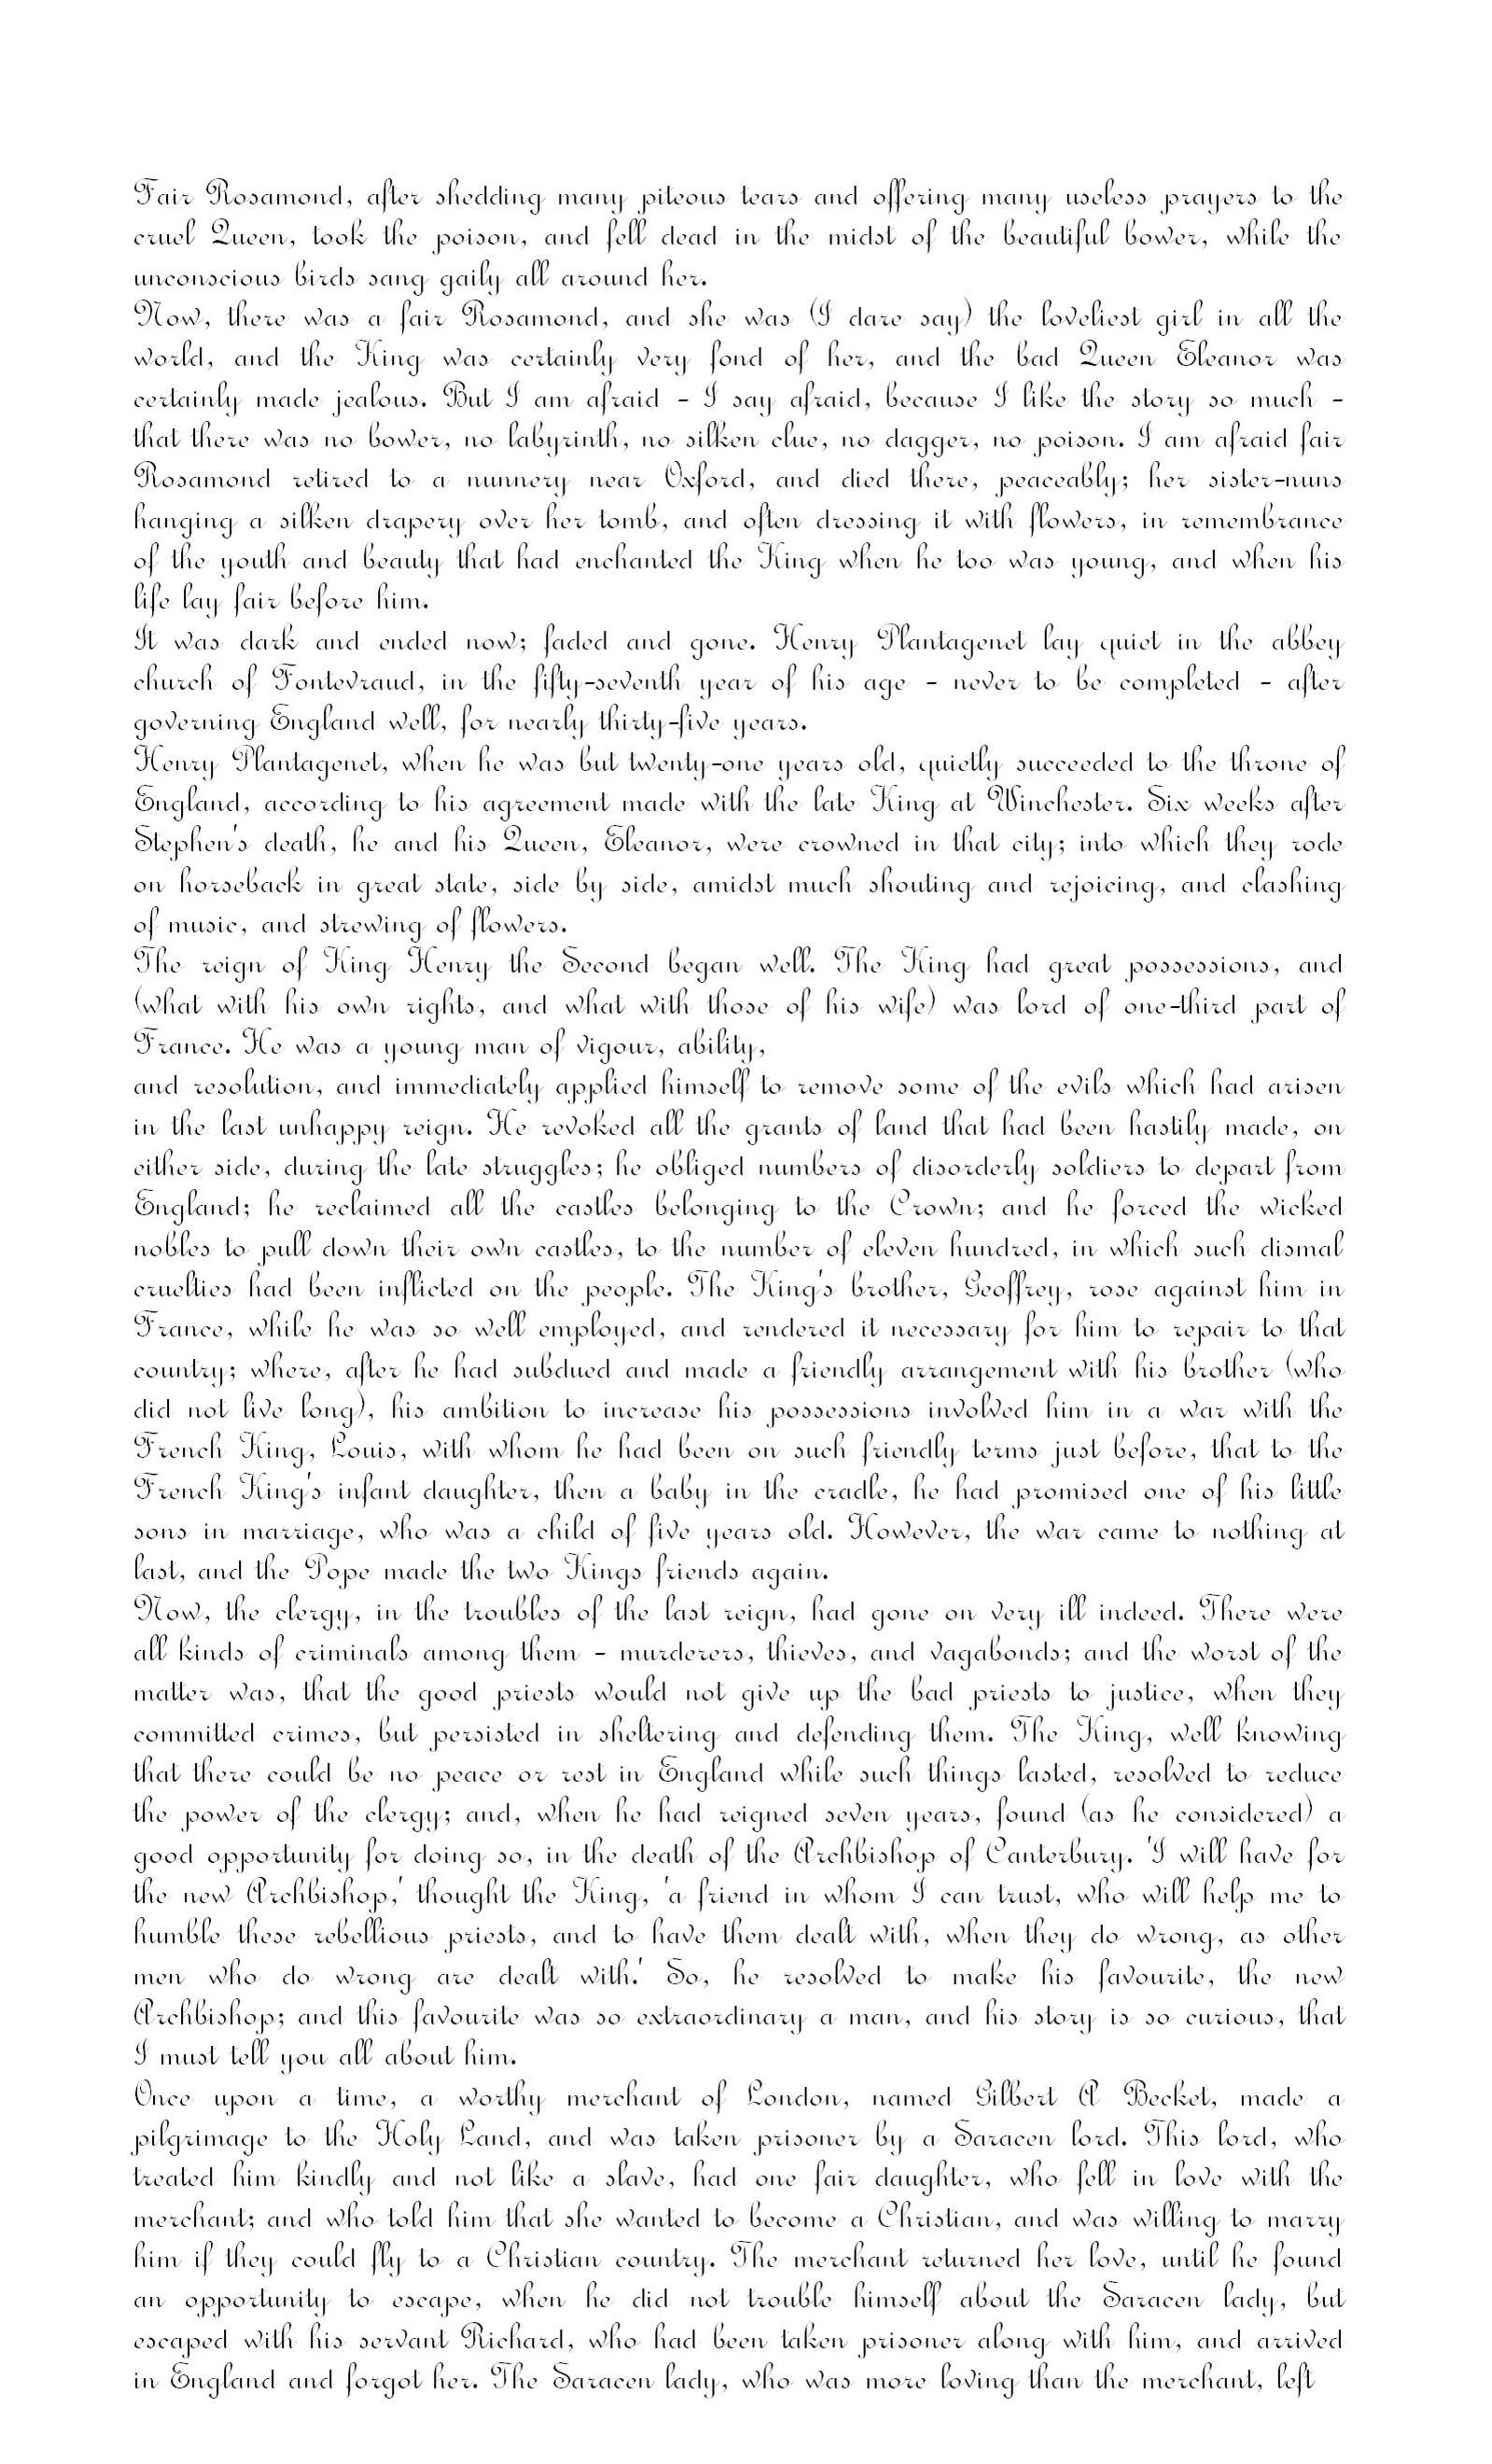 Fair Rosamond, after shedding many piteous tears and offering many useless prayers to the
cruel Queen, took the poison, and fell dead in the midst of the beautiful bower, while the
unconscious birds sang gaily all around her.
Now, there was a fair Rosamond, and she was (I dare say) the loveliest girl in all the
world, and the King was certainly very fond of her, and the bad Queen Eleanor was
certainly made jealous. But I am afraid - I say afraid, because I like the story so much -
that there was no bower, no labyrinth, no silken clue, no dagger, no poison. I am afraid fair
Rosamond retired to a nunnery near Oxford, and died there, peaceably; her sister-nuns
hanging a silken drapery over her tomb, and often dressing it with flowers, in remembrance
of the youth and beauty that had enchanted the King when he too was young, and when his
life lay fair before him.
It was dark and ended now; faded and gone. Henry Plantagenet lay quiet in the abbey
church of Fontevraud, in the fifty-seventh year of his age - never to be completed - after
governing England well, for nearly thirty-five years.
Henry Plantagenet, when he was but twenty-one years old, quietly succeeded to the throne of
England, according to his agreement made with the late King at Winchester. Six weeks after
Stephen's death, he and his Queen, Eleanor, were crowned in that city; into which they rode
on horseback in great state, side by side, amidst much shouting and rejoicing, and clashing
of music, and strewing of flowers.
The reign of King Henry the Second began well. The King had great possessions, and
(what with his own rights, and what with those of his wife) was lord of one-third part of
France. He was a young man of vigour, ability,
and resolution, and immediately applied himself to remove some of the evils which had arisen
in the last unhappy reign. He revoked all the grants of land that had been hastily made, on
either side, during the late struggles; he obliged numbers of disorderly soldiers to depart from
England; he reclaimed all the castles belonging to the Crown; and he forced the wicked
nobles to pull down their own castles, to the number of eleven hundred, in which such dismal
cruelties had been inflicted on the people. The King's brother, Geoffrey, rose against him in
France, while he was so well employed, and rendered it necessary for him to repair to that
country; where, after he had subdued and made a friendly arrangement with his brother (who
did not live long), his ambition to increase his possessions involved him in a war with the
French King, Louis, with whom he had been on such friendly terms just before, that to the
French King's infant daughter, then a baby in the cradle, he had promised one of his little
sons in marriage, who was a child of five years old. However, the war came to nothing at
last, and the Pope made the two Kings friends again.
Now, the clergy, in the troubles of the last reign, had gone on very ill indeed. There were
all kinds of criminals among them - murderers, thieves, and vagabonds; and the worst of the
matter was, that the good priests would not give up the bad priests to justice, when they
committed crimes, but persisted in sheltering and defending them. The King, well knowing
that there could be no peace or rest in England while such things lasted, resolved to reduce
the power of the clergy; and, when he had reigned seven years, found (as he considered) a
good opportunity for doing so, in the death of the Archbishop of Canterbury. 'I will have for
the new Archbishop,' thought the King, 'a friend in whom I can trust, who will help me to
humble these rebellious priests, and to have them dealt with, when they do wrong, as other
men who do wrong are dealt with.' So, he resolved to make his favourite, the new
Archbishop; and this favourite was so extraordinary a man, and his story is so curious, that
I must tell you all about him.
Once upon a time, a worthy merchant of London, named Gilbert A Becket, made a
pilgrimage to the Holy Land, and was taken prisoner by a Saracen lord. This lord, who
treated him kindly and not like a slave, had one fair daughter, who fell in love with the
merchant; and who told him that she wanted to become a Christian, and was willing to marry
him if they could fly to a Christian country. The merchant returned her love, until he found
an opportunity to escape, when he did not trouble himself about the Saracen lady, but
escaped with his servant Richard, who had been taken prisoner along with him, and arrived
in England and forgot her. The Saracen lady, who was more loving than the merchant, left